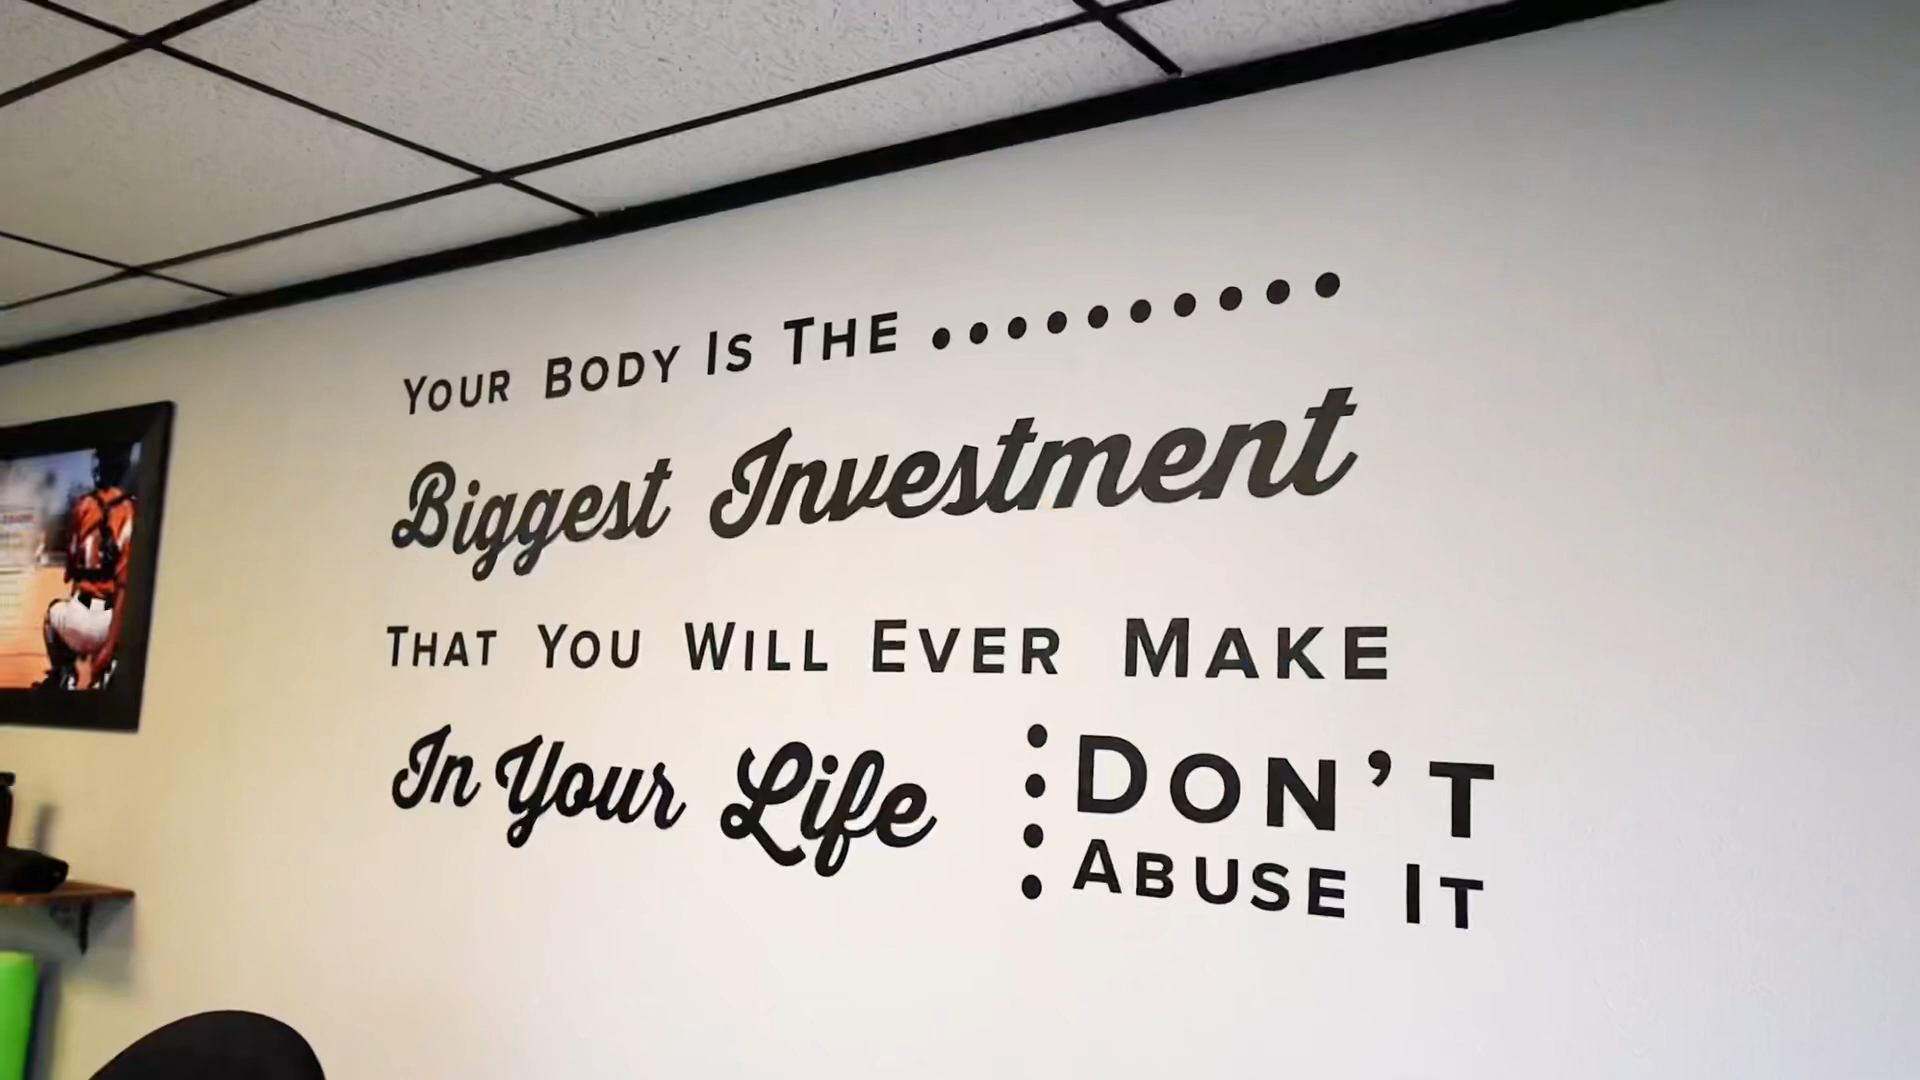 Your Body Is The ..........
Biggest Investment
That You Will Ever Make
In Your Life
Don't
Abuse It